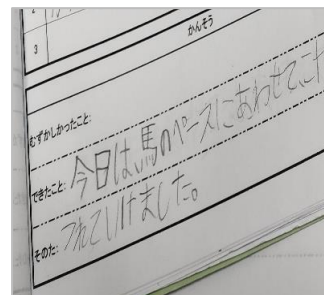 3
かんそう
むずかしかったこと:
できたこと: 今日は、馬のペースにあわせて、
そのた: つれていけました。